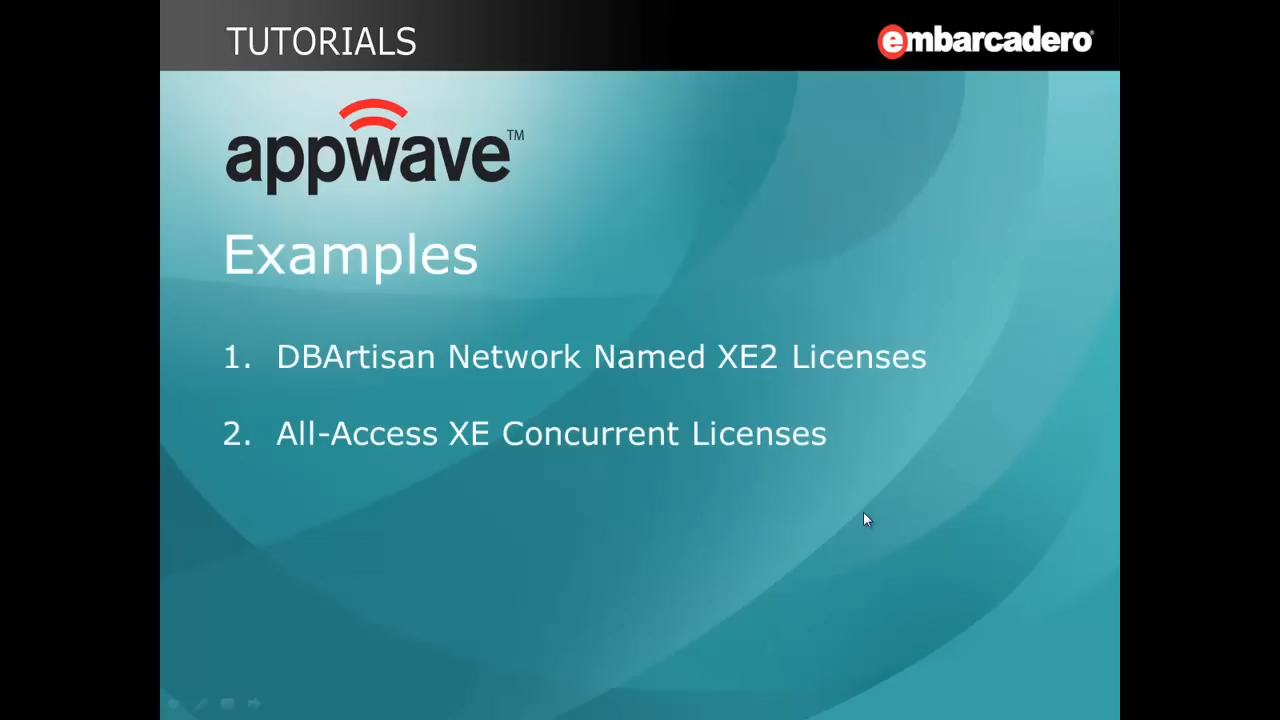 TUTORIALS
embarcadero®
appwave™
Examples
1. DBArtisan Network Named XE2 Licenses
2. All-Access XE Concurrent Licenses